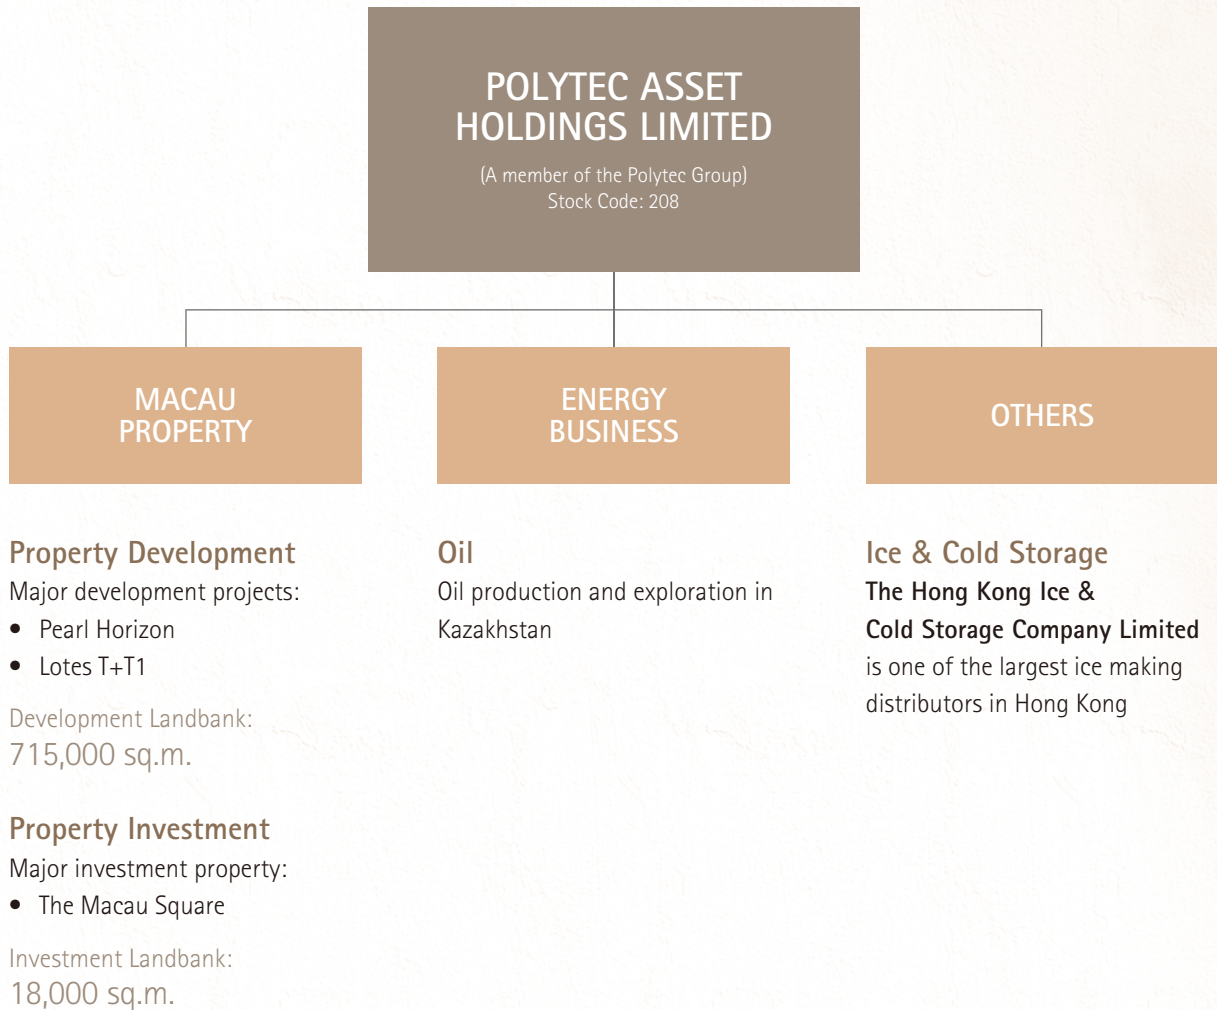 POLYTEC ASSET
HOLDINGS LIMITED
(A member of the Polytec Group)
Stock Code: 208
MACAU
PROPERTY
ENERGY
BUSINESS
OTHERS
Property Development
Major development projects:
• Pearl Horizon
• Lotes T+T1
Development Landbank:
715,000 sq.m.
Property Investment
Major investment property:
• The Macau Square
Investment Landbank:
18,000 sq.m.
Oil
Oil production and exploration in
Kazakhstan
Ice & Cold Storage
The Hong Kong Ice &
Cold Storage Company Limited
is one of the largest ice making
distributors in Hong Kong